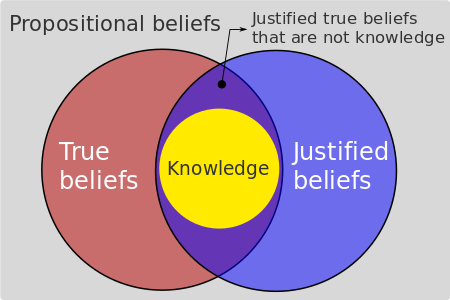 Propositional beliefs
Justified true beliefs
that are not knowledge
True
beliefs
Knowledge
Justified
beliefs